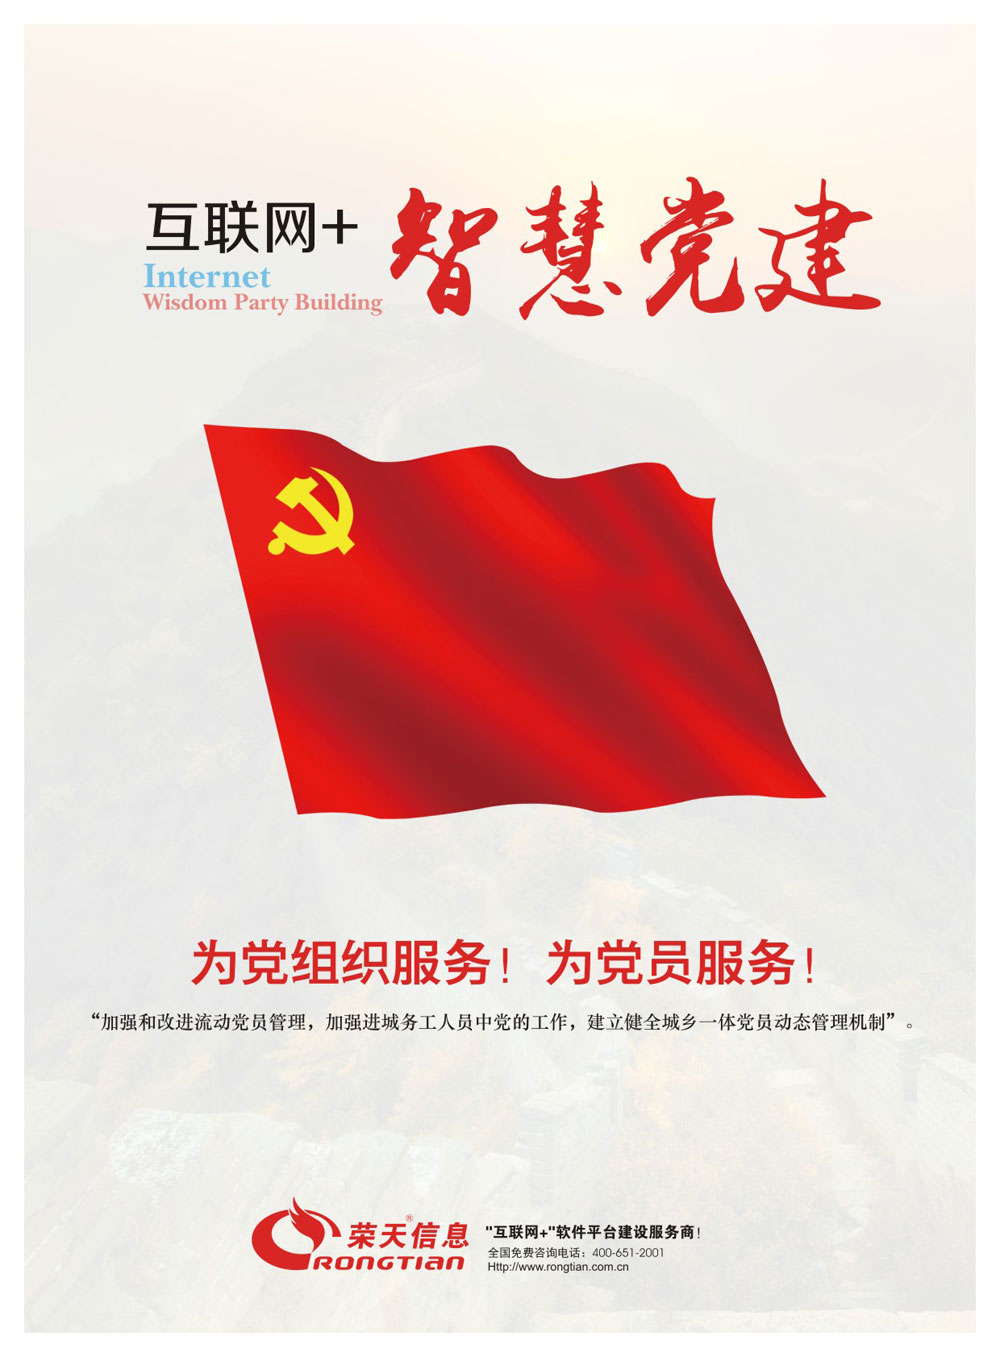 互联网+ 智慧党建
Internet
Wisdom Party Building
为党组织服务！ 为党员服务！
“加强和改进流动党员管理，加强进城务工人员中党的工作，建立健全城乡一体党员动态管理机制”。
荣天信息®
RONGTIAN
"互联网+"软件平台建设服务商！
全国免费咨询电话：400-651-2001
Http://www.rongtian.com.cn